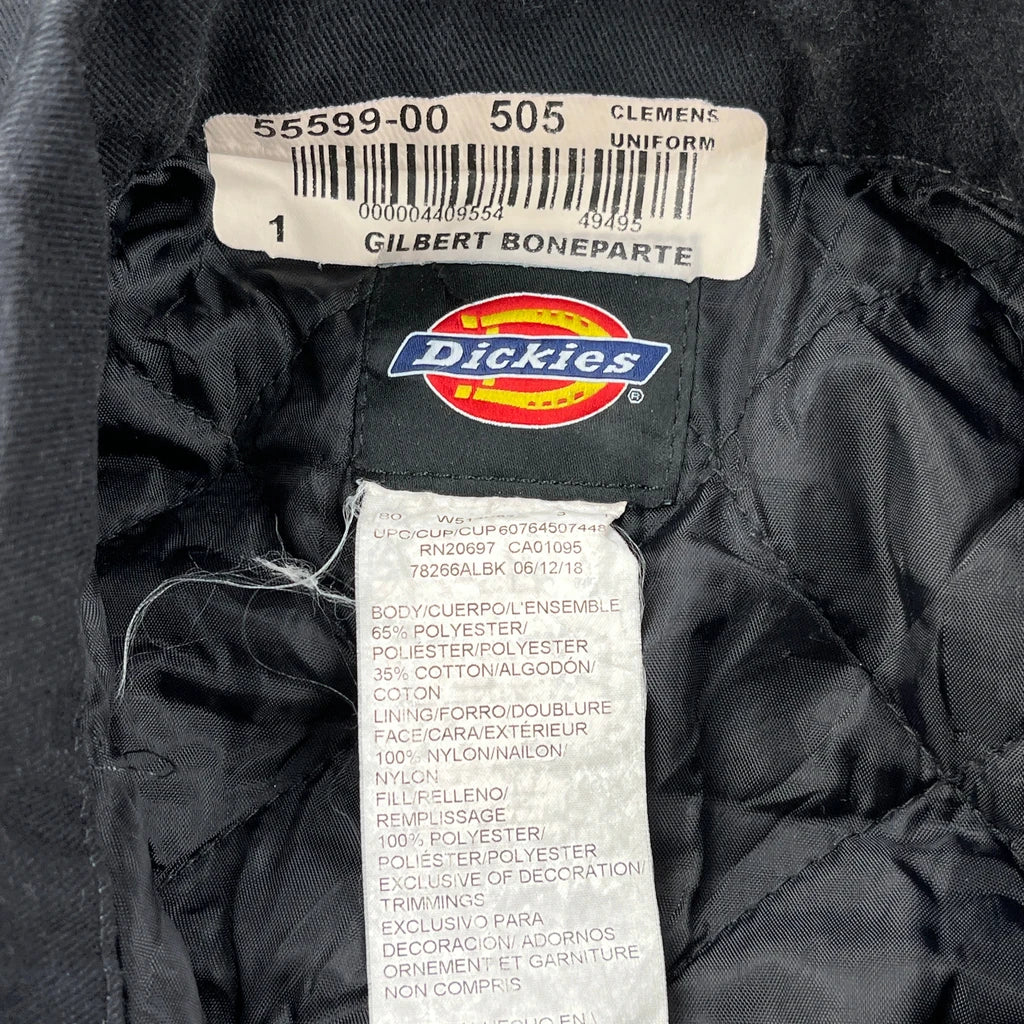 55599-00 505 CLEMENS
UNIFORM
000004409554 49495
1 GILBERT BONEPARTE
Dickies ®
80
UPC/CUP/CUP 60764507448
RN20697 CA01095
78266ALBK 06/12/18
BODY/CUERPO/L'ENSEMBLE
65% POLYESTER/
POLIÉSTER/POLYESTER
35% COTTON/ALGODÓN/
COTON
LINING/FORRO/DOUBLURE
FACE/CARA/EXTÉRIEUR
100% NYLON/NAILON/
NYLON
FILL/RELLENO/
REMPLISSAGE
100% POLYESTER/
POLIÉSTER/POLYESTER
EXCLUSIVE OF DECORATION/
TRIMMINGS
EXCLUSIVO PARA
DECORACIÓN/ ADORNOS
ORNEMENT ET GARNITURE
NON COMPRIS